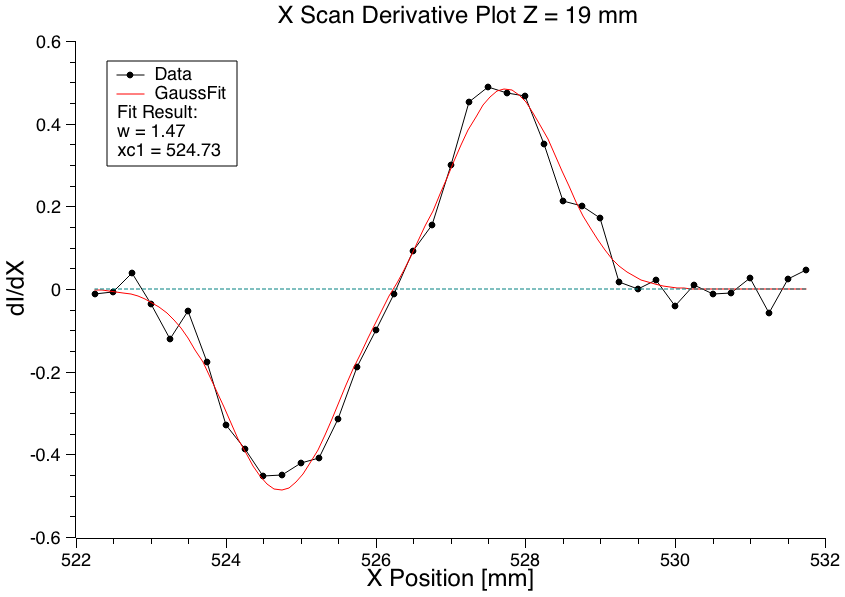 X Scan Derivative Plot Z = 19 mm
0.6
Data
GaussFit
Fit Result:
w = 1.47
xc1 = 524.73
0.4
0.2
0
-0.2
-0.4
-0.6
dI/dX
522
524
526
528
530
532
X Position [mm]